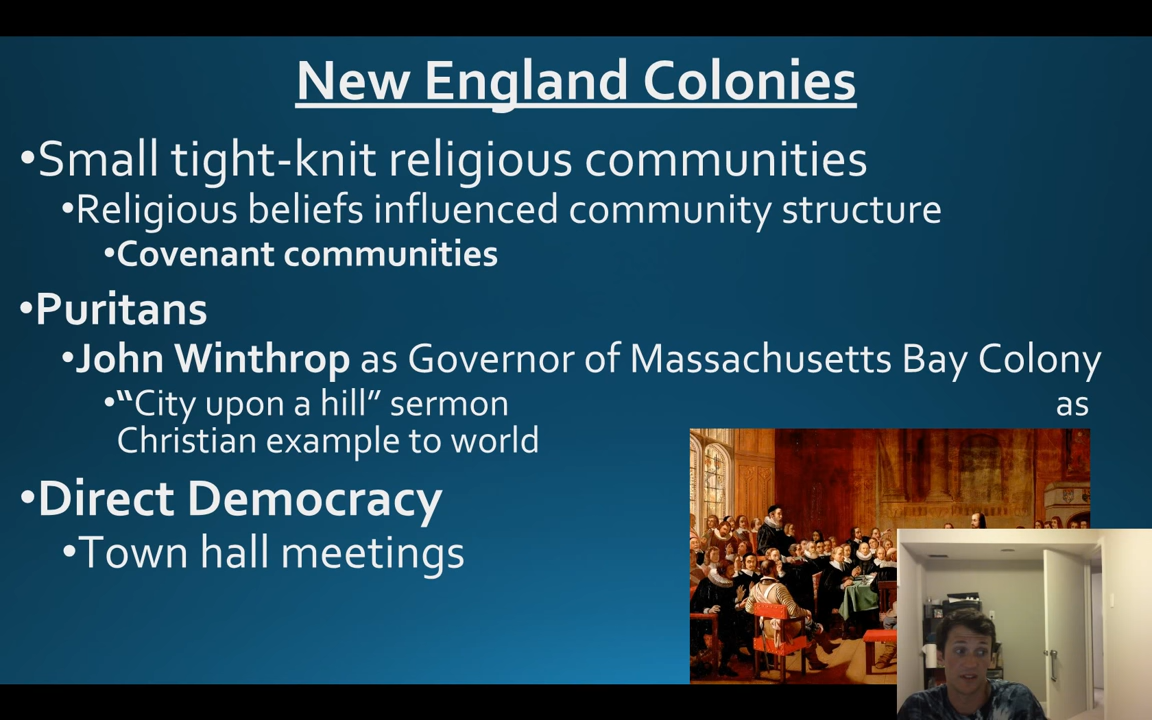 New England Colonies
•Small tight-knit religious communities
•Religious beliefs influenced community structure
•Covenant communities
•Puritans
•John Winthrop as Governor of Massachusetts Bay Colony
•“City upon a hill” sermon as
Christian example to world
•Direct Democracy
•Town hall meetings